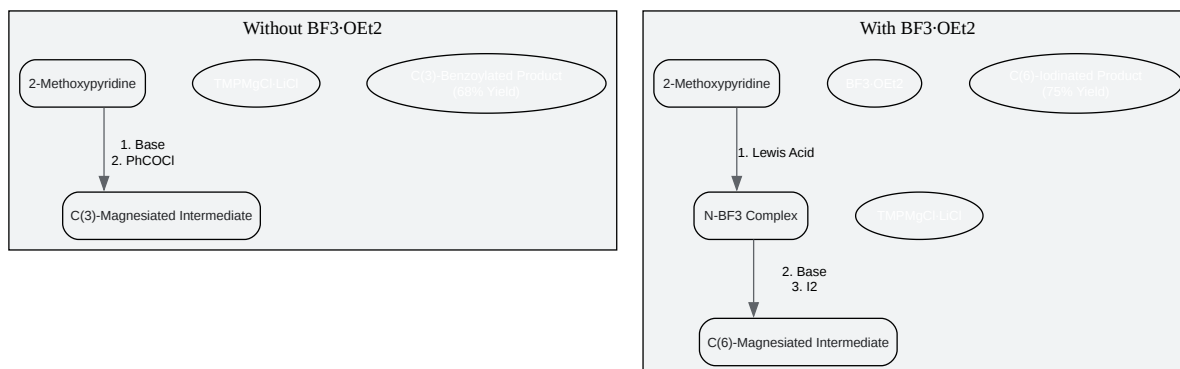 Without BF3·OEt2
2-Methoxypyridine
TMPMgCl·LiCl
C(3)-Benzoylated Product
(68% Yield)
1. Base
2. PhCOCl
C(3)-Magnesiated Intermediate
With BF3·OEt2
2-Methoxypyridine
BF3·OEt2
C(6)-Iodinated Product
(75% Yield)
1. Lewis Acid
N-BF3 Complex
TMPMgCl·LiCl
2. Base
3. I2
C(6)-Magnesiated Intermediate